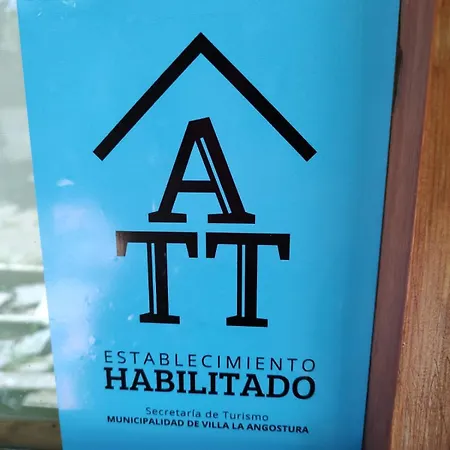 A
TT
ESTABLECIMIENTO
HABILITADO
Secretaría de Turismo
MUNICIPALIDAD DE VILLA LA ANGOSTURA